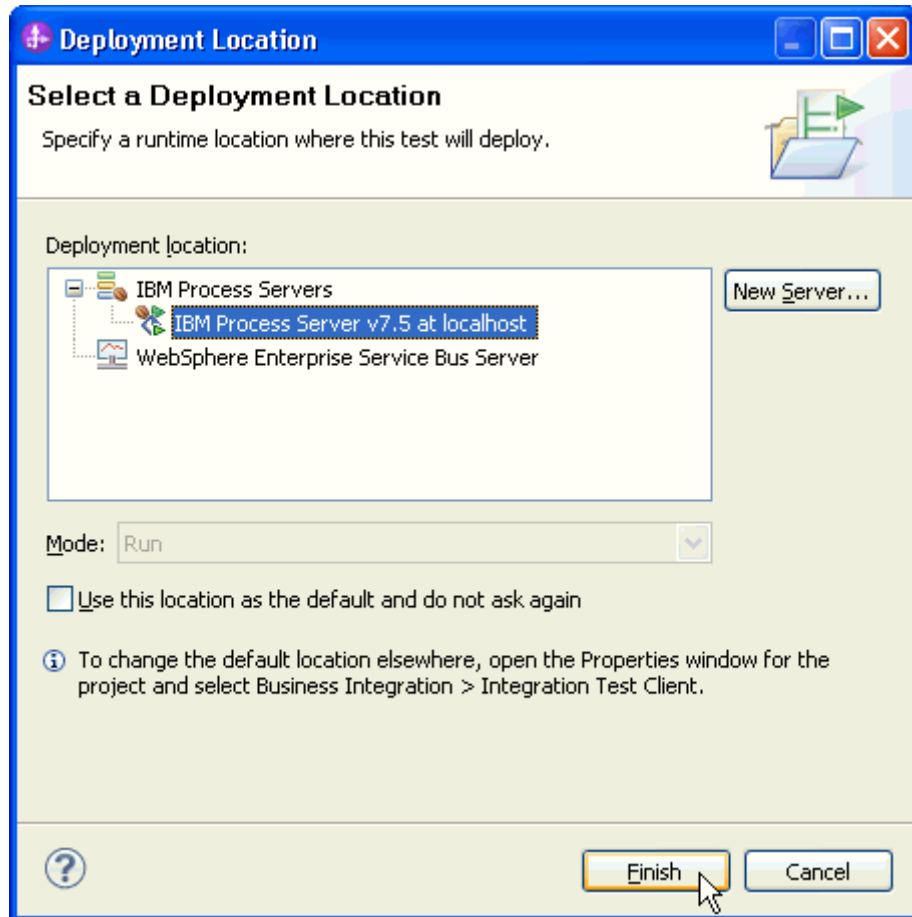 Deployment Location
Select a Deployment Location
Specify a runtime location where this test will deploy.
Deployment location:
IBM Process Servers
New Server...
IBM Process Server v7.5 at localhost
WebSphere Enterprise Service Bus Server
Mode: Run
Use this location as the default and do not ask again
To change the default location elsewhere, open the Properties window for the
project and select Business Integration > Integration Test Client.
Finish
Cancel